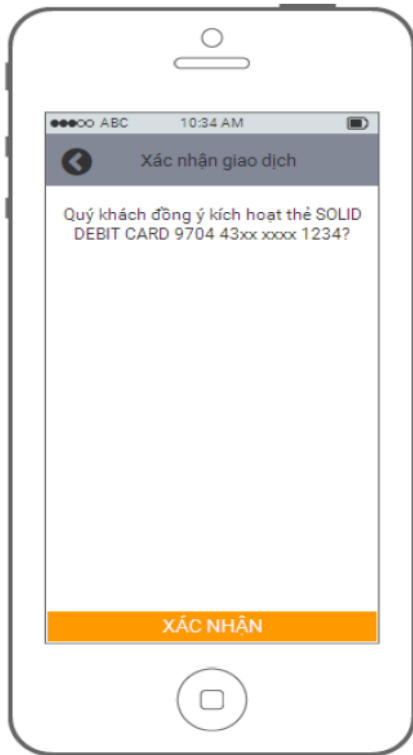 ABC 10:34 AM
Xác nhận giao dịch
Quý khách đồng ý kích hoạt thẻ SOLID
DEBIT CARD 9704 43xx xxxx 1234?
XÁC NHẬN